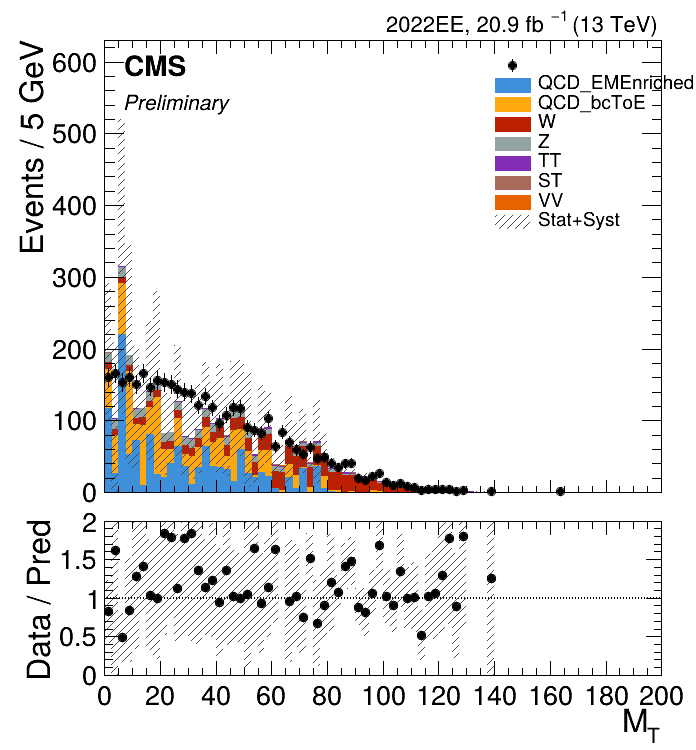 2022EE, 20.9 fb⁻¹ (13 TeV)
CMS
Preliminary
QCD_EMEnriched
QCD_bcToE
W
Z
TT
ST
VV
Stat+Syst
Events / 5 GeV
600
500
400
300
200
100
0
Data / Pred
2
1.5
1
0.5
0
0 20 40 60 80 100 120 140 160 180 200
M_T